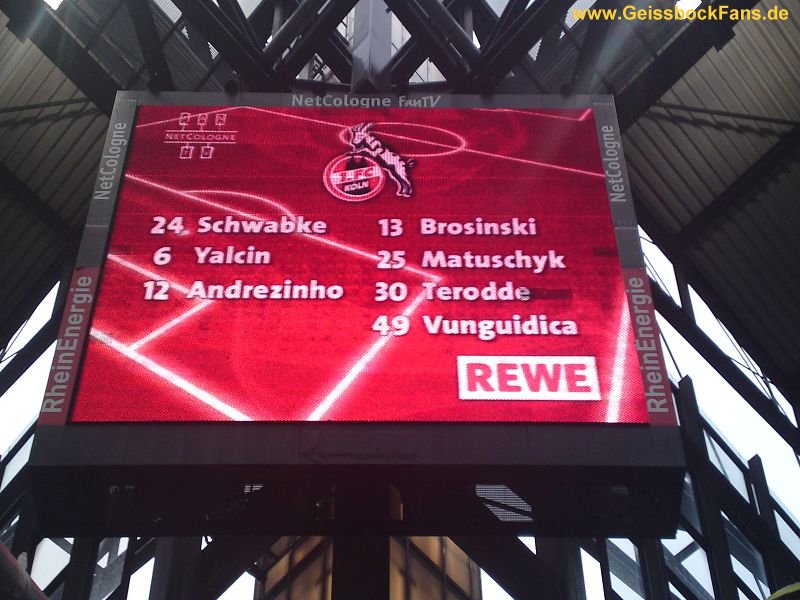 www.GeissbockFans.de
NetCologne FanTV
NetCologne
NetCologne
NETCOLOGNE
1.FC
KÖLN
24 Schwabke
13 Brosinski
6 Yalcin
25 Matuschyk
12 Andrezinho
30 Terodde
49 Vunguidica
REWE
RheinEnergie
RheinEnergie